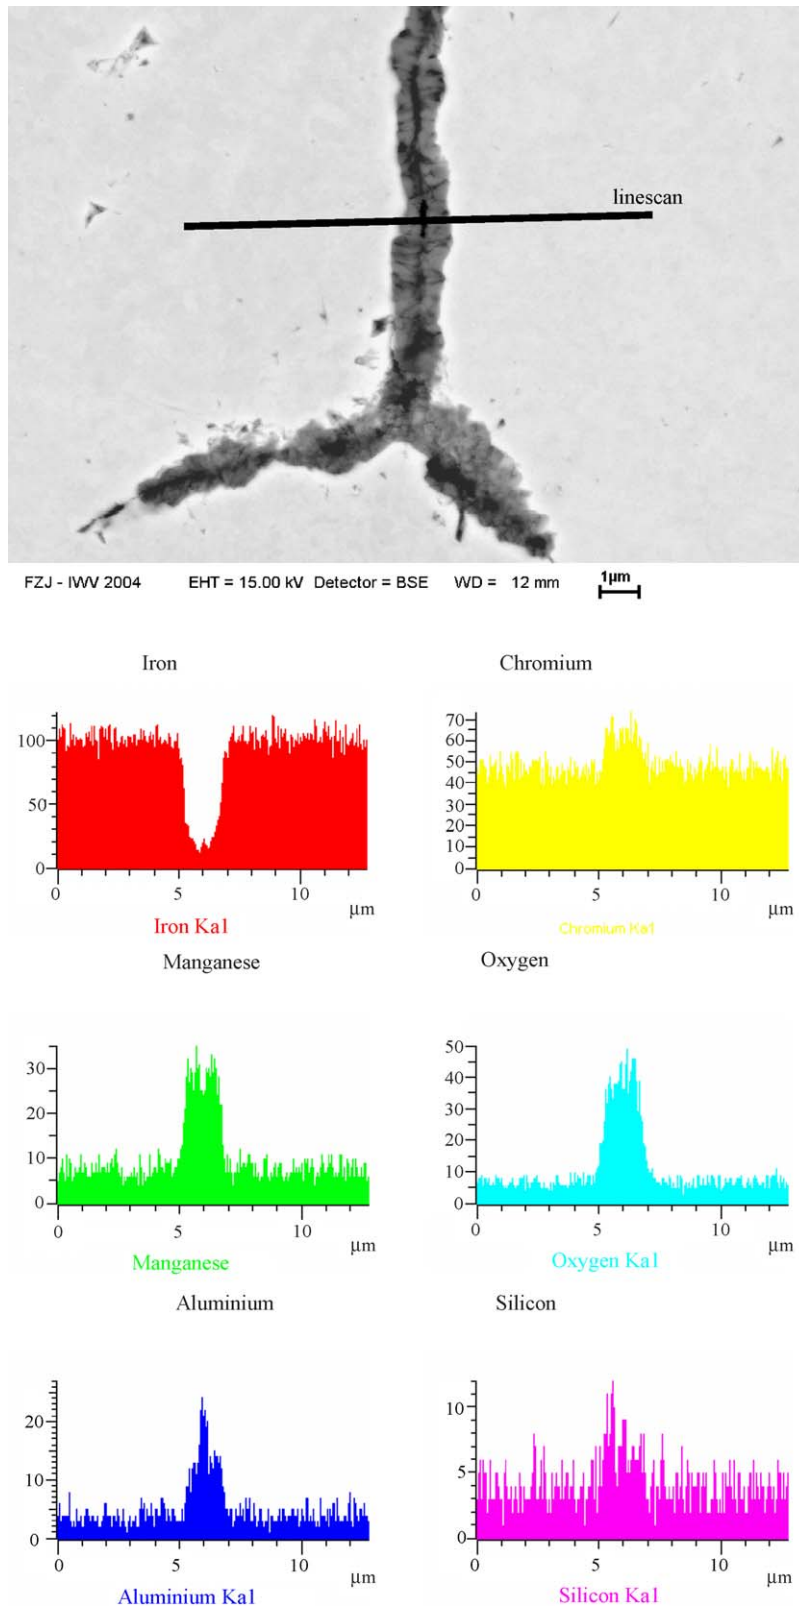 linescan
FZJ - IWV 2004 EHT = 15.00 kV Detector = BSE WD = 12 mm 1µm
Iron Chromium
100
50
0
0 5 10
µm
Iron Ka1
70
60
50
40
30
20
10
0
0 5 10
µm
Chromium Ka1
Manganese Oxygen
30
20
10
0
0 5 10
µm
Manganese
50
40
30
20
10
0
0 5 10
µm
Oxygen Ka1
Aluminium Silicon
20
10
0
0 5 10
µm
Aluminium Ka1
10
5
0
0 5 10
µm
Silicon Ka1